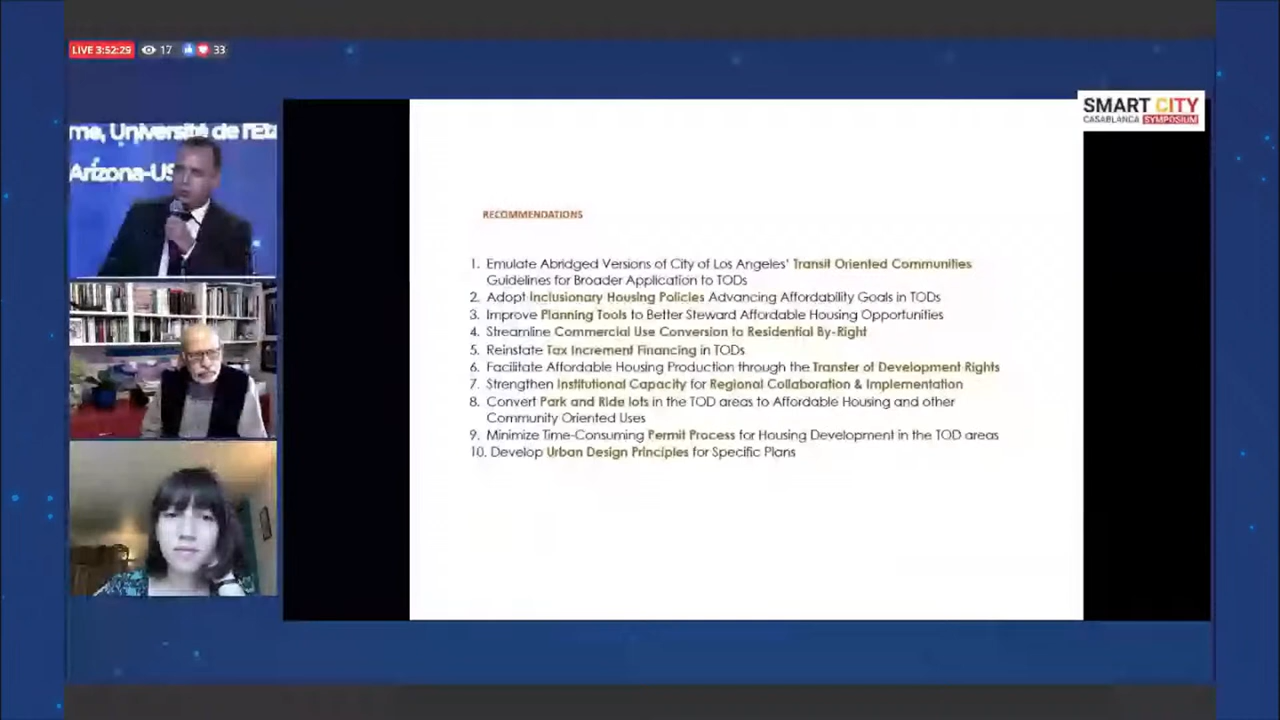 LIVE 3:52:29 17 33
SMART CITY
CASABLANCA SYMPOSIUM
me, Université de l'Eta
Arizona-US
RECOMMENDATIONS
1. Emulate Abridged Versions of City of Los Angeles' Transit Oriented Communities
Guidelines for Broader Application to TODs
2. Adopt Inclusionary Housing Policies Advancing Affordability Goals in TODs
3. Improve Planning Tools to Better Steward Affordable Housing Opportunities
4. Streamline Commercial Use Conversion to Residential By-Right
5. Reinstate Tax Increment Financing in TODs
6. Facilitate Affordable Housing Production through the Transfer of Development Rights
7. Strengthen Institutional Capacity for Regional Collaboration & Implementation
8. Convert Park and Ride lots in the TOD areas to Affordable Housing and other
Community Oriented Uses
9. Minimize Time-Consuming Permit Process for Housing Development in the TOD areas
10. Develop Urban Design Principles for Specific Plans